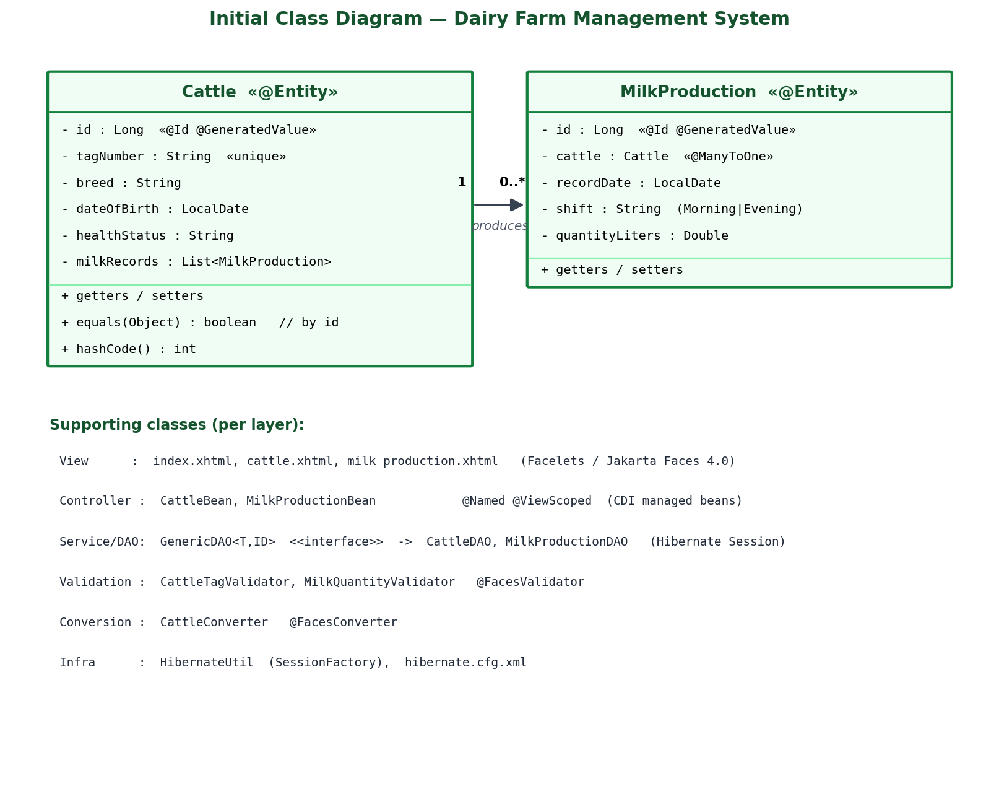 Initial Class Diagram — Dairy Farm Management System
Cattle «@Entity»
- id : Long «@Id @GeneratedValue»
- tagNumber : String «unique»
- breed : String
- dateOfBirth : LocalDate
- healthStatus : String
- milkRecords : List<MilkProduction>
+ getters / setters
+ equals(Object) : boolean // by id
+ hashCode() : int
1 0..*
produces
MilkProduction «@Entity»
- id : Long «@Id @GeneratedValue»
- cattle : Cattle «@ManyToOne»
- recordDate : LocalDate
- shift : String (Morning|Evening)
- quantityLiters : Double
+ getters / setters
Supporting classes (per layer):
View : index.xhtml, cattle.xhtml, milk_production.xhtml (Facelets / Jakarta Faces 4.0)
Controller : CattleBean, MilkProductionBean @Named @ViewScoped (CDI managed beans)
Service/DAO: GenericDAO<T,ID> <<interface>> -> CattleDAO, MilkProductionDAO (Hibernate Session)
Validation : CattleTagValidator, MilkQuantityValidator @FacesValidator
Conversion : CattleConverter @FacesConverter
Infra : HibernateUtil (SessionFactory), hibernate.cfg.xml